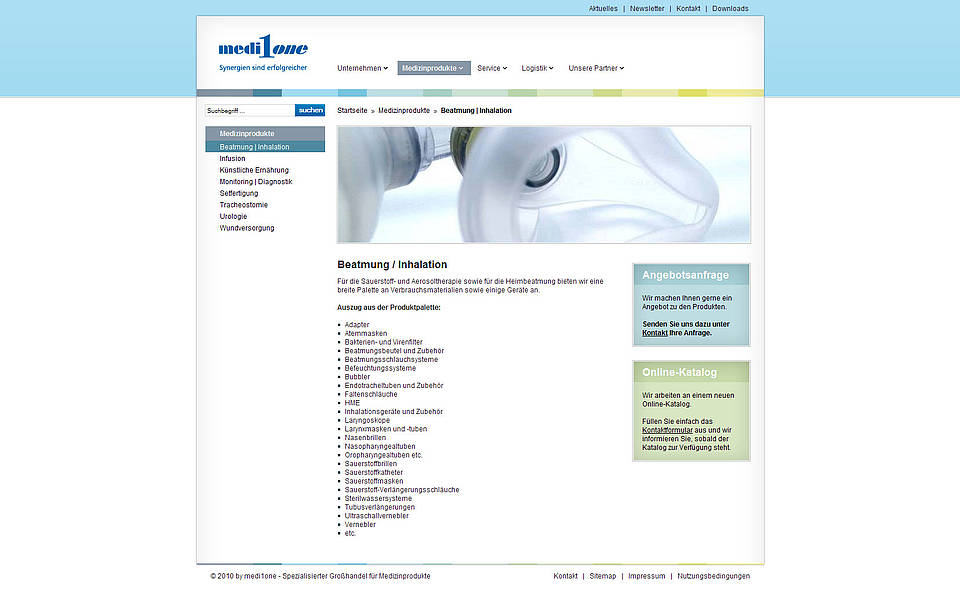 Aktuelles | Newsletter | Kontakt | Downloads
medi1one
Synergien sind erfolgreicher
Unternehmen Medizinprodukte Service Logistik Unsere Partner
Suchbegriff ... suchen
Startseite » Medizinprodukte » Beatmung | Inhalation
Medizinprodukte
Beatmung | Inhalation
Infusion
Künstliche Ernährung
Monitoring | Diagnostik
Setfertigung
Tracheostomie
Urologie
Wundversorgung
Beatmung / Inhalation
Für die Sauerstoff- und Aerosoltherapie sowie für die Heimbeatmung bieten wir eine
breite Palette an Verbrauchsmaterialien sowie einige Geräte an.
Auszug aus der Produktpalette:
Adapter
Atemmasken
Bakterien- und Virenfilter
Beatmungsbeutel und Zubehör
Beatmungsschlauchsysteme
Befeuchtungssysteme
Bubbler
Endotrachealtuben und Zubehör
Faltenschläuche
HME
Inhalationsgeräte und Zubehör
Laryngoskope
Larynxmasken und -tuben
Nasenbrillen
Nasopharyngealtuben
Oropharyngealtuben etc.
Sauerstoffbrillen
Sauerstoffkatheter
Sauerstoffmasken
Sauerstoff-Verlängerungsschläuche
Sterilwassersysteme
Tubusverlängerungen
Ultraschallvernebler
Vernebler
etc.
Angebotsanfrage
Wir machen Ihnen gerne ein
Angebot zu den Produkten.
Senden Sie uns dazu unter
Kontakt Ihre Anfrage.
Online-Katalog
Wir arbeiten an einem neuen
Online-Katalog.
Füllen Sie einfach das
Kontaktformular aus und wir
informieren Sie, sobald der
Katalog zur Verfügung steht.
© 2010 by medi1one - Spezialisierter Großhandel für Medizinprodukte
Kontakt | Sitemap | Impressum | Nutzungsbedingungen